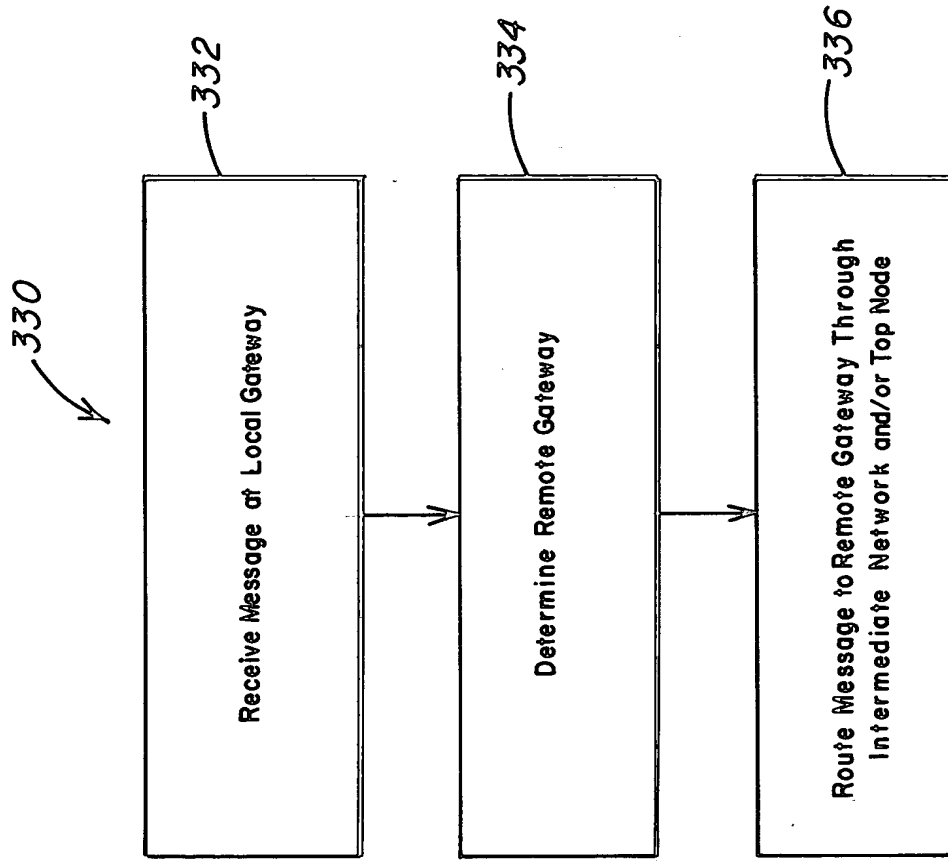 330
332
Receive Message at Local Gateway
334
Determine Remote Gateway
336
Route Message to Remote Gateway Through
Intermediate Network and/or Top Node